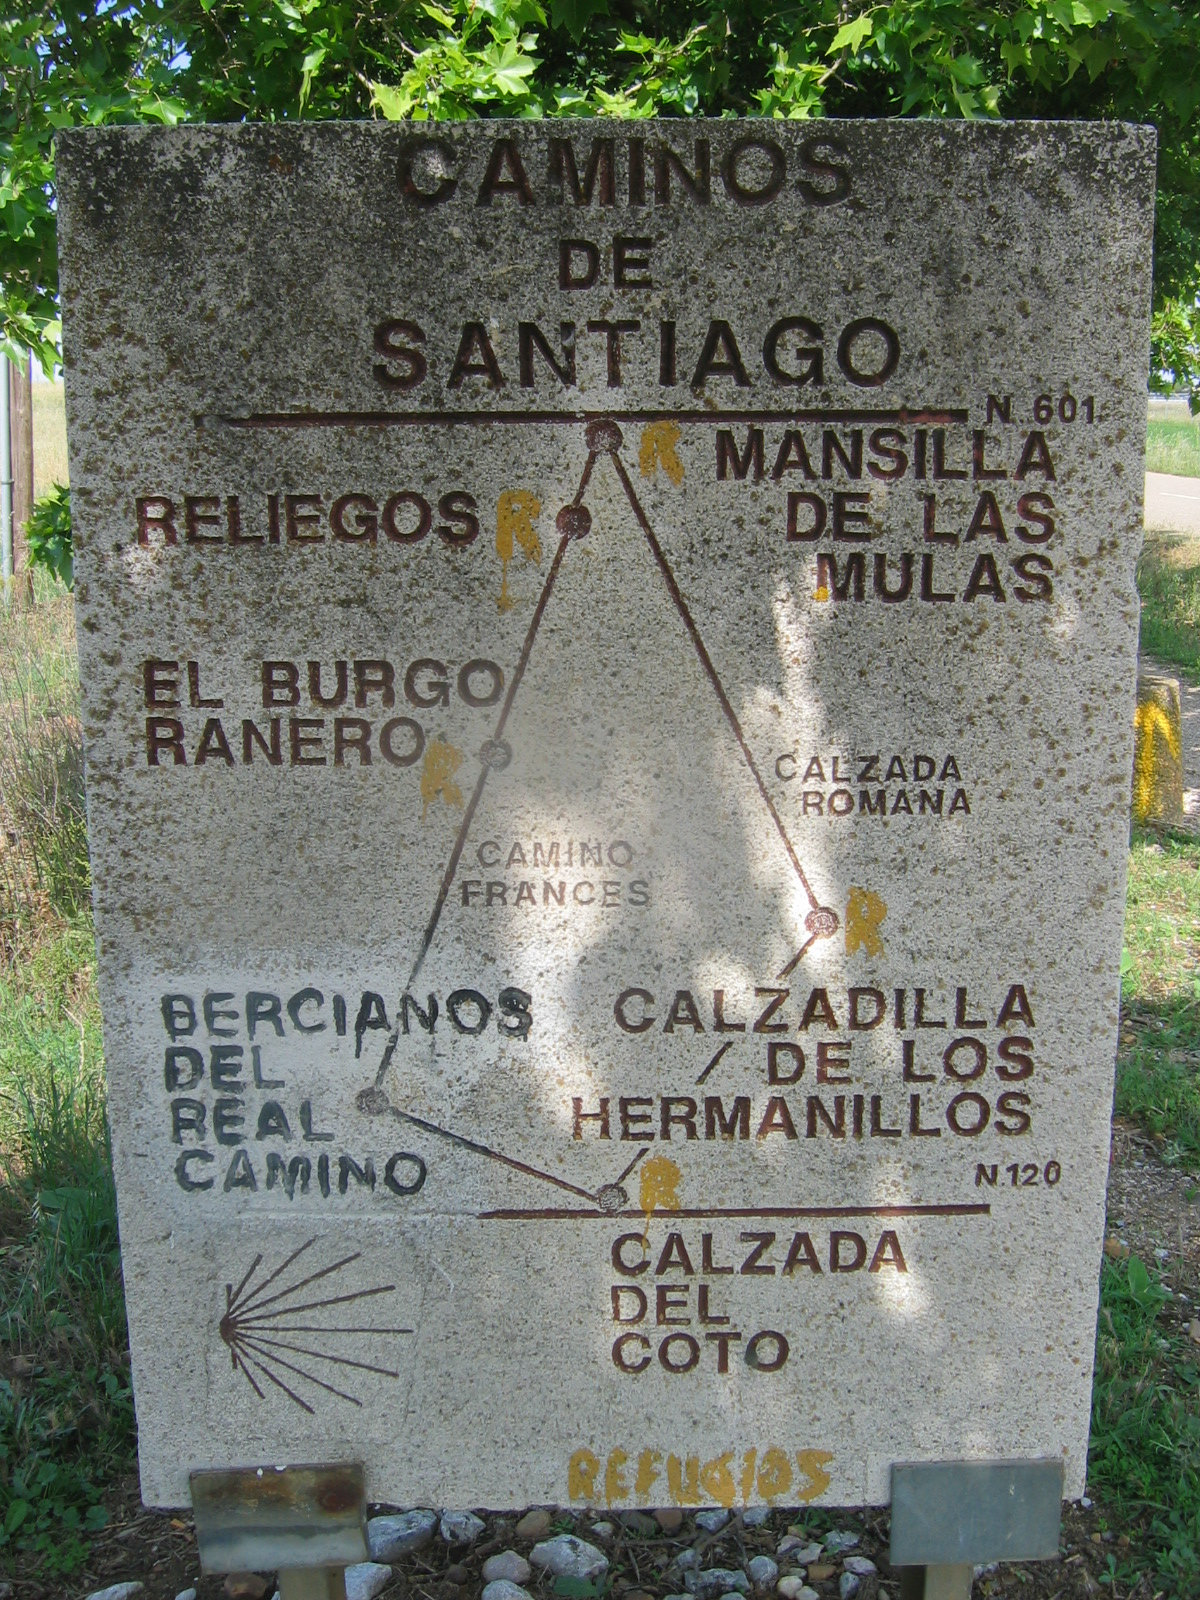 CAMINOS
DE
SANTIAGO
N. 601
R MANSILLA
DE LAS
MULAS
RELIEGOS R
EL BURGO
RANERO
R
CALZADA
ROMANA
CAMINO
FRANCES
R
BERCIANOS
DEL
REAL
CAMINO
CALZADILLA
DE LOS
HERMANILLOS
N 120
R
CALZADA
DEL
COTO
REFUGIOS